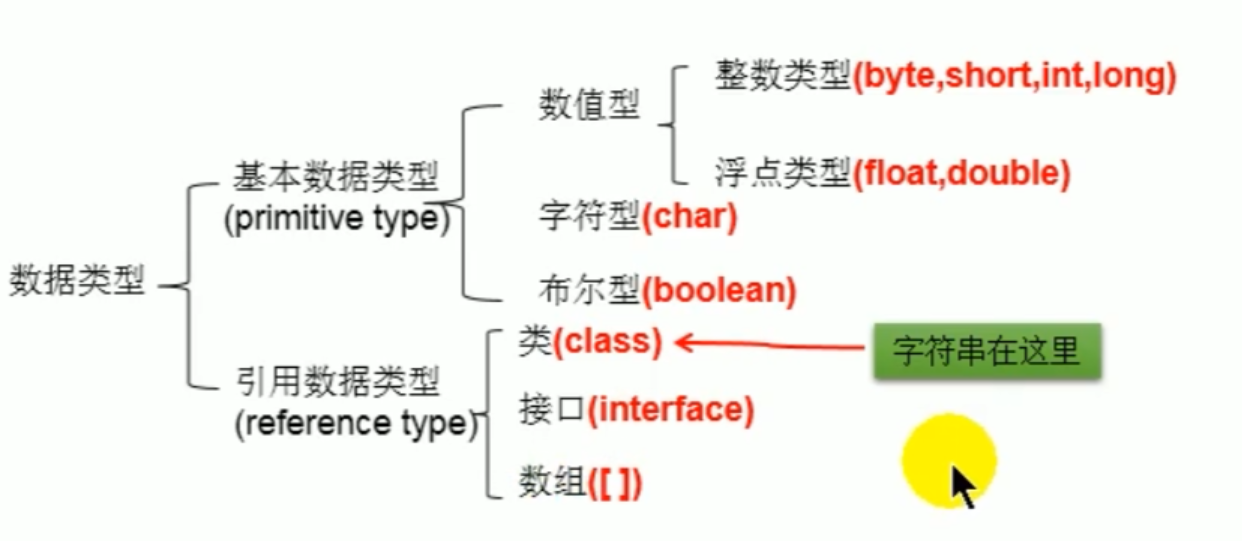 整数类型(byte,short,int,long)
数值型
浮点类型(float,double)
基本数据类型
(primitive type)
字符型(char)
数据类型
布尔型(boolean)
类(class)
字符串在这里
引用数据类型
(reference type)
接口(interface)
数组([ ])